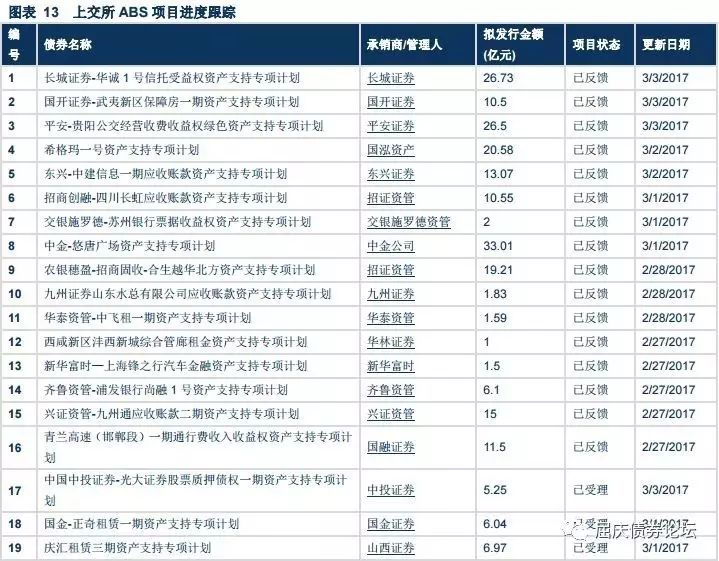 图表 13 上交所 ABS 项目进度跟踪
编号 债券名称 承销商/管理人 拟发行金额(亿元) 项目状态 更新日期
1 长城证券-华诚 1 号信托受益权资产支持专项计划 长城证券 26.73 已反馈 3/3/2017
2 国开证券-武夷新区保障房一期资产支持专项计划 国开证券 10.5 已反馈 3/3/2017
3 平安-贵阳公交经营收费收益权绿色资产支持专项计划 平安证券 26.5 已反馈 3/3/2017
4 希格玛一号资产支持专项计划 国泓资产 20.58 已反馈 3/2/2017
5 东兴-中建信息一期应收账款资产支持专项计划 东兴证券 13.07 已反馈 3/2/2017
6 招商创融-四川长虹应收账款资产支持专项计划 招证资管 10.55 已反馈 3/1/2017
7 交银施罗德-苏州银行票据收益权资产支持专项计划 交银施罗德资管 2 已反馈 3/1/2017
8 中金-悠唐广场资产支持专项计划 中金公司 33.01 已反馈 3/1/2017
9 农银穗盈-招商固收-合生越华北方资产支持专项计划 招证资管 19.21 已反馈 2/28/2017
10 九州证券山东水总有限公司应收账款资产支持专项计划 九州证券 1.83 已反馈 2/28/2017
11 华泰资管-中飞租一期资产支持专项计划 华泰资管 1.59 已反馈 2/28/2017
12 西咸新区沣西新城综合管廊租金资产支持专项计划 华林证券 1 已反馈 2/27/2017
13 新华富时—上海锋之行汽车金融资产支持专项计划 新华富时 1.5 已反馈 2/27/2017
14 齐鲁资管-浦发银行尚融 1 号资产支持专项计划 齐鲁资管 6.1 已反馈 2/27/2017
15 兴证资管-九州通应收账款二期资产支持专项计划 兴证资管 15 已反馈 2/27/2017
16 青兰高速（邯郸段）一期通行费收入收益权资产支持专项计划 国融证券 11.5 已反馈 2/27/2017
17 中国中投证券-光大证券股票质押债权一期资产支持专项计划 中投证券 5.25 已受理 3/3/2017
18 国金-正奇租赁一期资产支持专项计划 国金证券 6.04 已受理 /2017
19 庆汇租赁三期资产支持专项计划 山西证券 6.97 已受理 3/1/2017
屈庆债券论坛